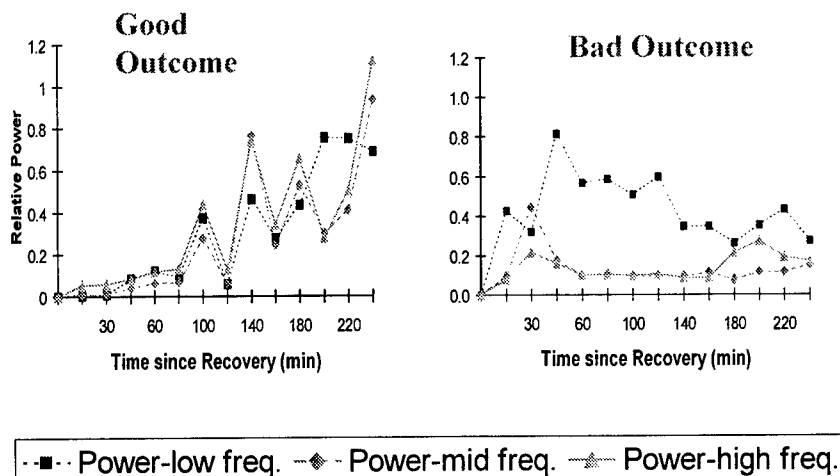 Good
Outcome
Bad Outcome
1.2
1
0.8
0.6
0.4
0.2
0
Relative Power
30 60 100 140 180 220
Time since Recovery (min)
1.2
1.0
0.8
0.6
0.4
0.2
0.0
30 60 100 140 180 220
Time since Recovery (min)
Power-low freq. Power-mid freq. Power-high freq.